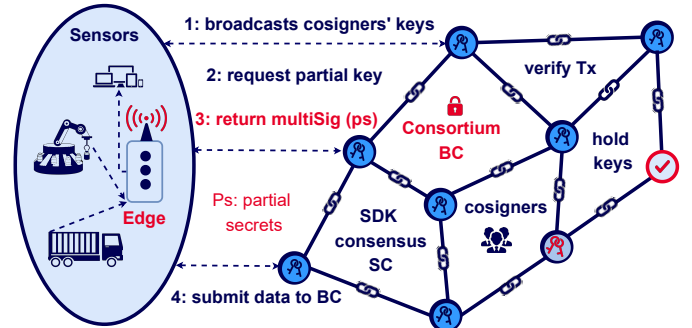 Sensors
1: broadcasts cosigners' keys
2: request partial key
3: return multiSig (ps)
Edge
Ps: partial
secrets
4: submit data to BC
verify Tx
Consortium
BC
hold
keys
SDK
consensus
SC
cosigners